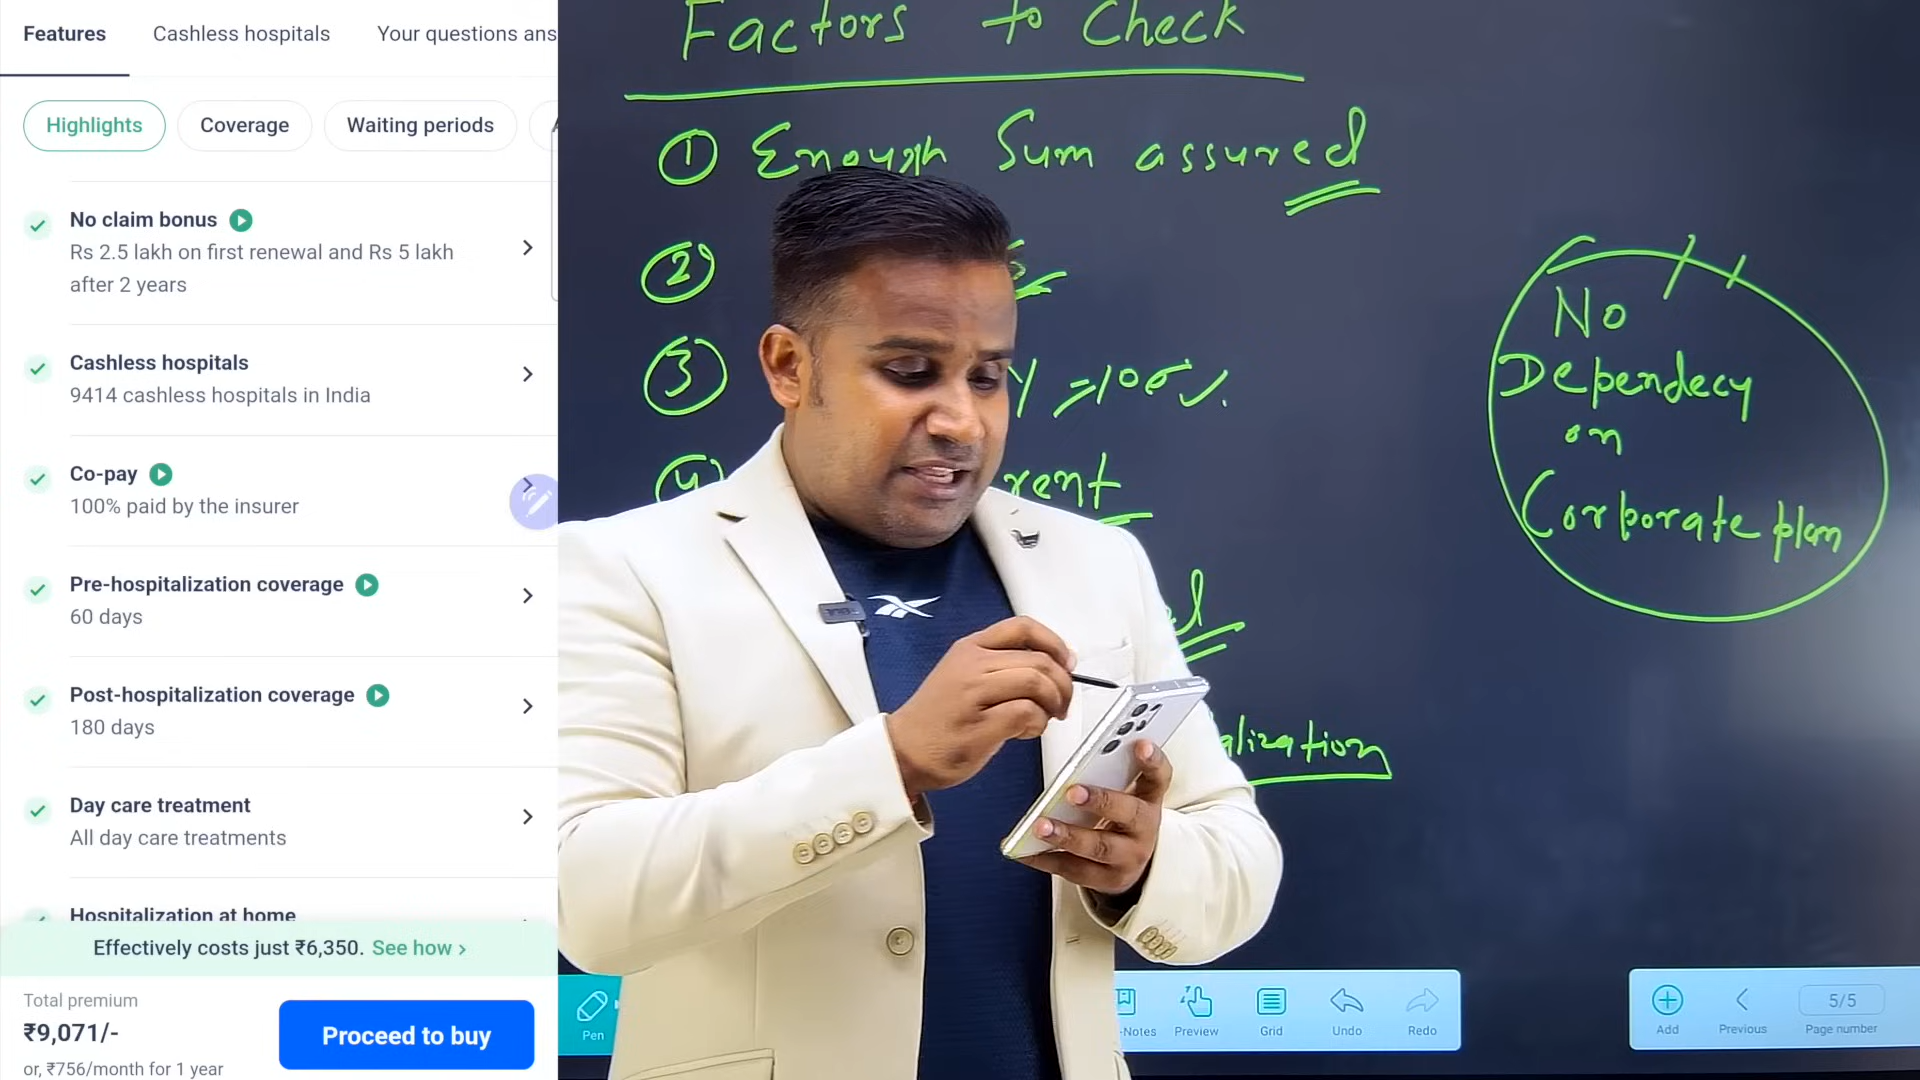 Features
Cashless hospitals
Your questions ans
Highlights
Coverage
Waiting periods
No claim bonus
Rs 2.5 lakh on first renewal and Rs 5 lakh
after 2 years
Cashless hospitals
9414 cashless hospitals in India
Co-pay
100% paid by the insurer
Pre-hospitalization coverage
60 days
Post-hospitalization coverage
180 days
Day care treatment
All day care treatments
Hospitalization at home
Effectively costs just ₹6,350. See how ›
Total premium
₹9,071/-
or, ₹756/month for 1 year
Proceed to buy
Factors to Check
① Enough Sum assured
②
③ y = 100%.
④ rent
alization
No
Dependecy
on
Corporate plan
Pen
-Notes
Preview
Grid
Undo
Redo
Add
Previous
5/5
Page number